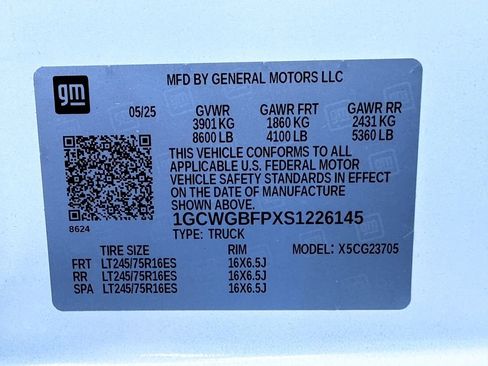 gm
MFD BY GENERAL MOTORS LLC
05/25 GVWR GAWR FRT GAWR RR
3901 KG 1860 KG 2431 KG
8600 LB 4100 LB 5360 LB
THIS VEHICLE CONFORMS TO ALL
APPLICABLE U.S. FEDERAL MOTOR
VEHICLE SAFETY STANDARDS IN EFFECT
ON THE DATE OF MANUFACTURE
SHOWN ABOVE.
8624
1GCWGBFPXS1226145
TYPE: TRUCK MODEL: X5CG23705
TIRE SIZE RIM
FRT LT245/75R16ES 16X6.5J
RR LT245/75R16ES 16X6.5J
SPA LT245/75R16ES 16X6.5J